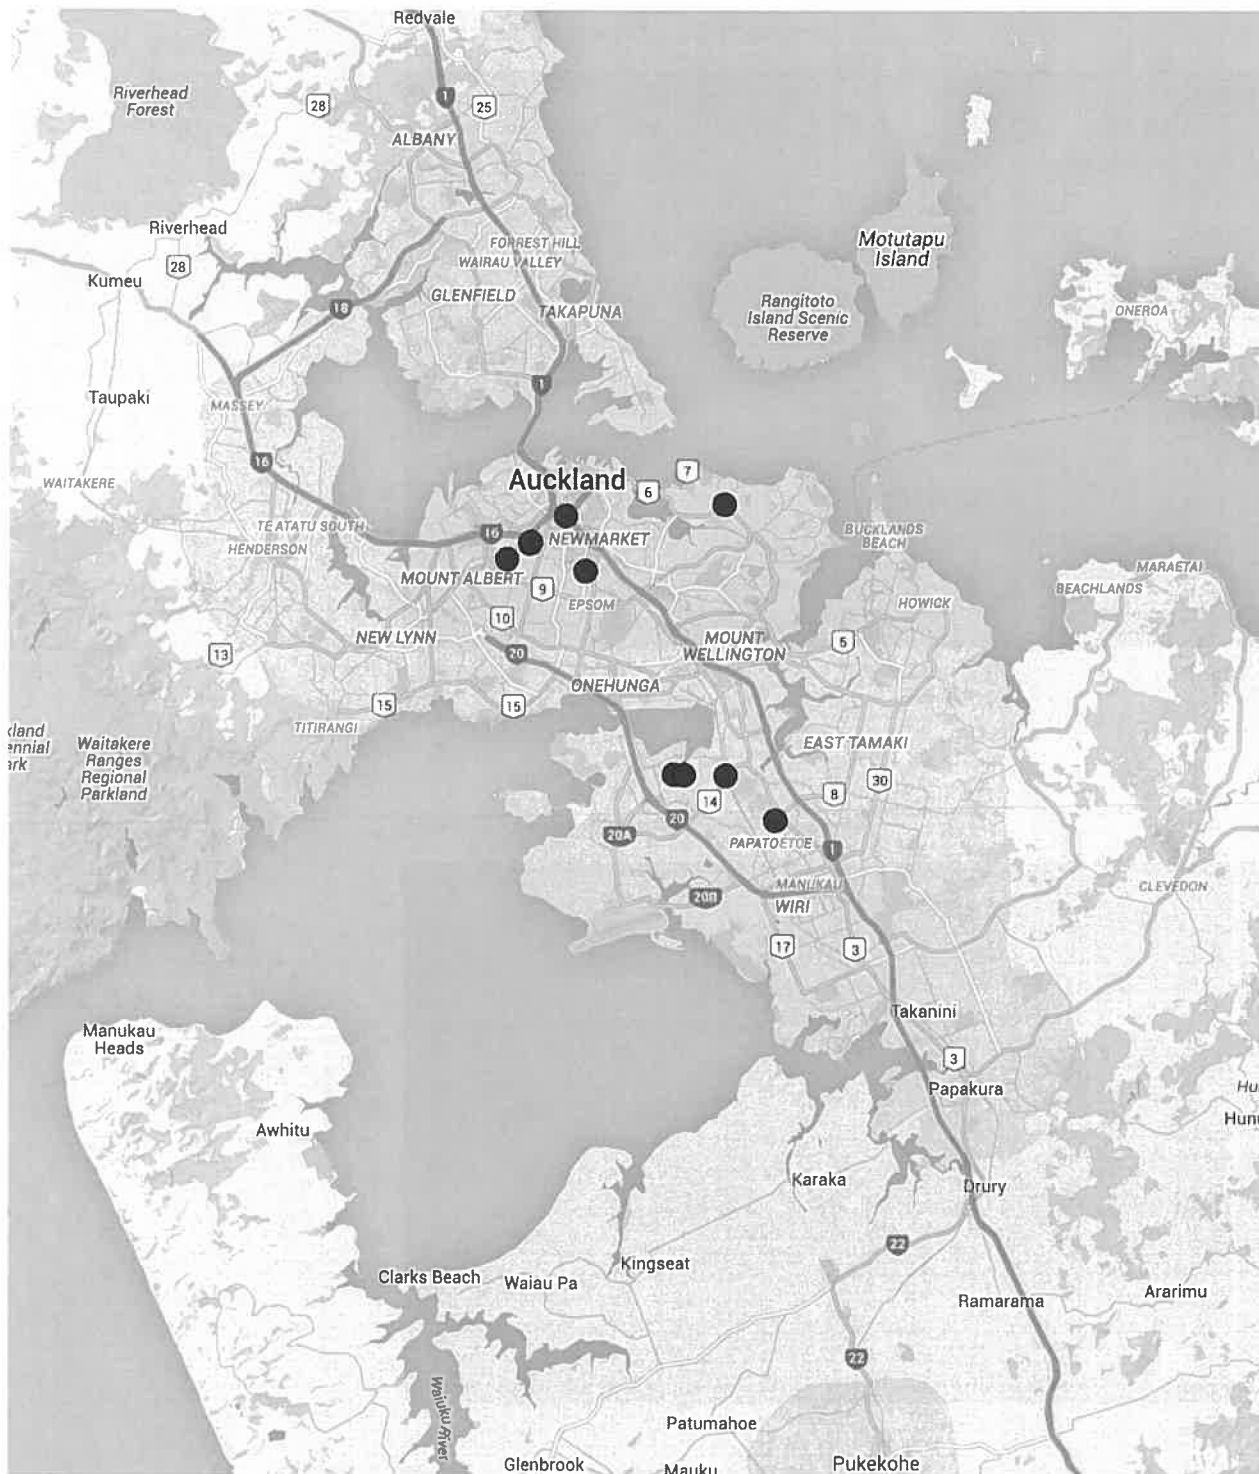 Redvale
Riverhead
Forest
28
1
25
ALBANY
Riverhead
28
Kumeu
FORREST HILL
WAIRAU VALLEY
GLENFIELD
TAKAPUNA
18
Motutapu
Island
Rangitoto
Island Scenic
Reserve
ONEROA
1
Taupaki
MASSEY
16
WAITAKERE
Auckland
7
6
TE ATATU SOUTH
HENDERSON
16
NEWMARKET
BUCKLANDS
BEACH
MOUNT ALBERT
9
EPSOM
HOWICK
BEACHLANDS
MARAETAI
10
NEW LYNN
13
20
MOUNT
WELLINGTON
5
ONEHUNGA
15
15
TITIRANGI
Waitakere
Ranges
Regional
Parkland
EAST TAMAKI
30
8
14
20
20A
PAPATOETOE
1
MANUKAU
WIRI
20B
CLEVEDON
17
3
Takanini
Manukau
Heads
3
Papakura
Awhitu
Karaka
Drury
22
Kingseat
Clarks Beach
Waiau Pa
Ramarama
Ararimu
22
Waiuku River
Patumahoe
Glenbrook
Mauku
Pukekohe